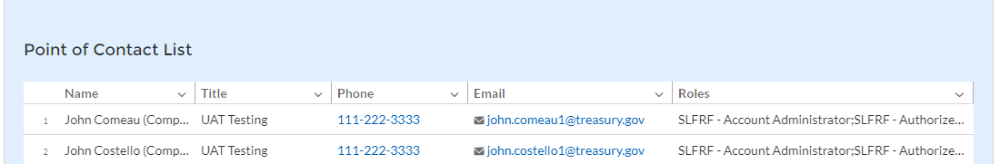 Point of Contact List
Name Title Phone Email Roles
1 John Comeau (Comp... UAT Testing 111-222-3333 john.comeau1@treasury.gov SLFRF - Account Administrator;SLFRF - Authorize...
2 John Costello (Comp... UAT Testing 111-222-3333 john.costello1@treasury.gov SLFRF - Account Administrator;SLFRF - Authorize...